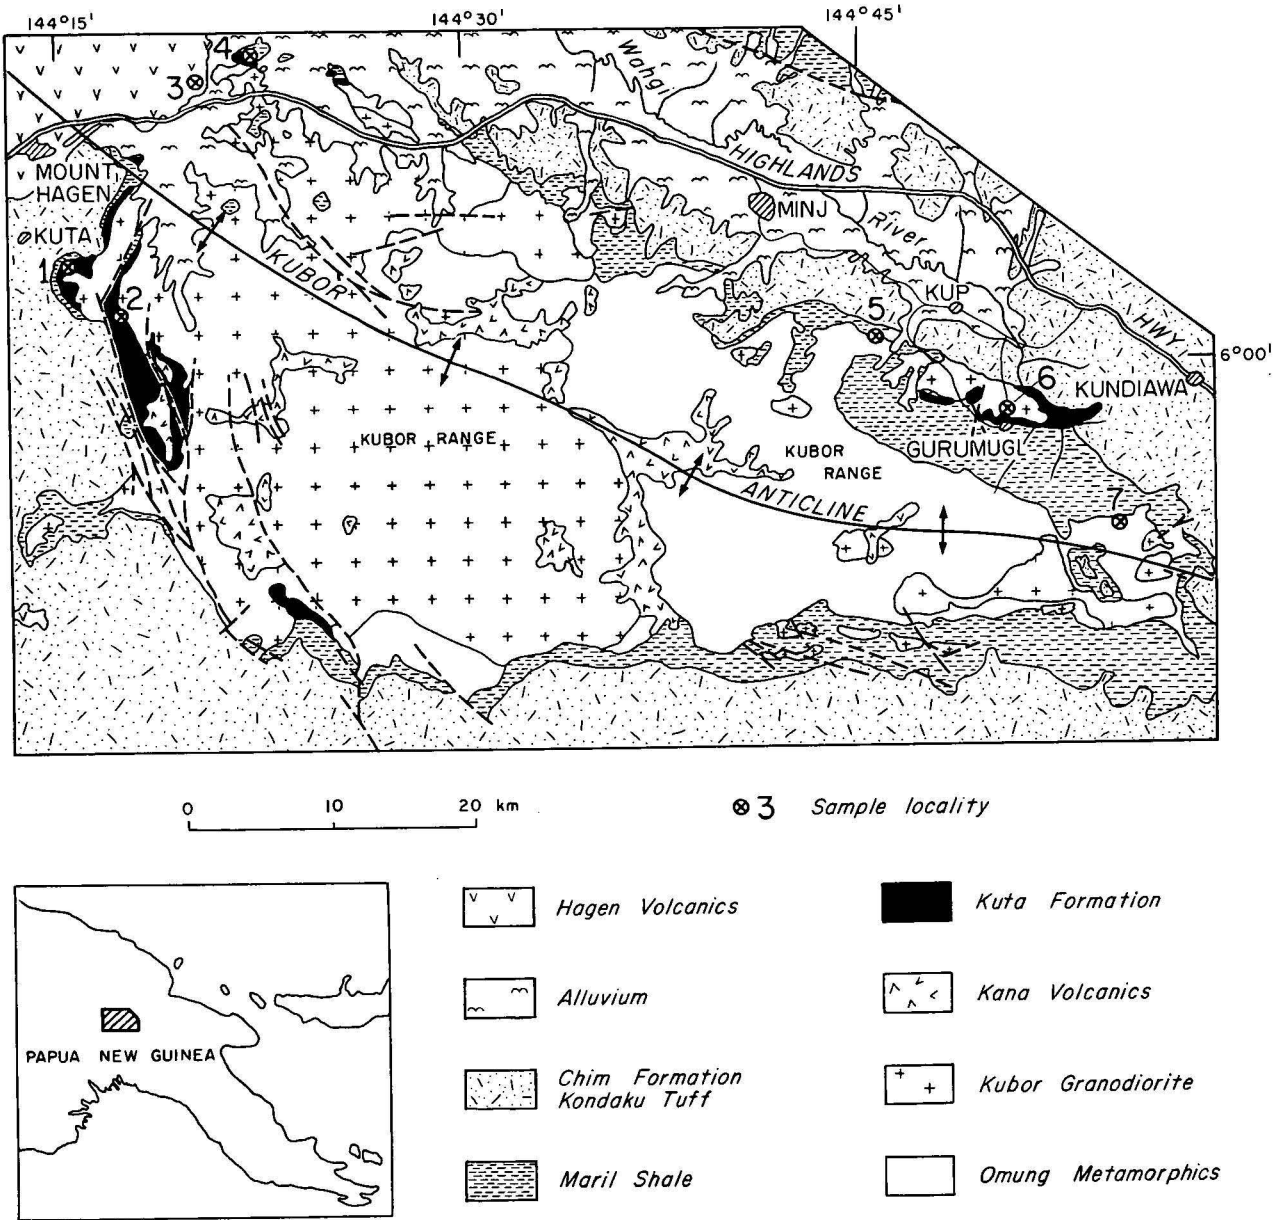 144°15'
144°30'
144°45'
4
3
Wahgi
HIGHLANDS
MOUNT
HAGEN
MINJ
KUTA
River
1
KUBOR
KUP
2
5
HWY
6°00'
6
KUNDIAWA
KUBOR RANGE
KUBOR
RANGE
GURUMUGL
ANTICLINE
7
0 10 20 km
3 Sample locality
Hagen Volcanics
Kuta Formation
Alluvium
Kana Volcanics
PAPUA NEW GUINEA
Chim Formation
Kondaku Tuff
Kubor Granodiorite
Maril Shale
Omung Metamorphics